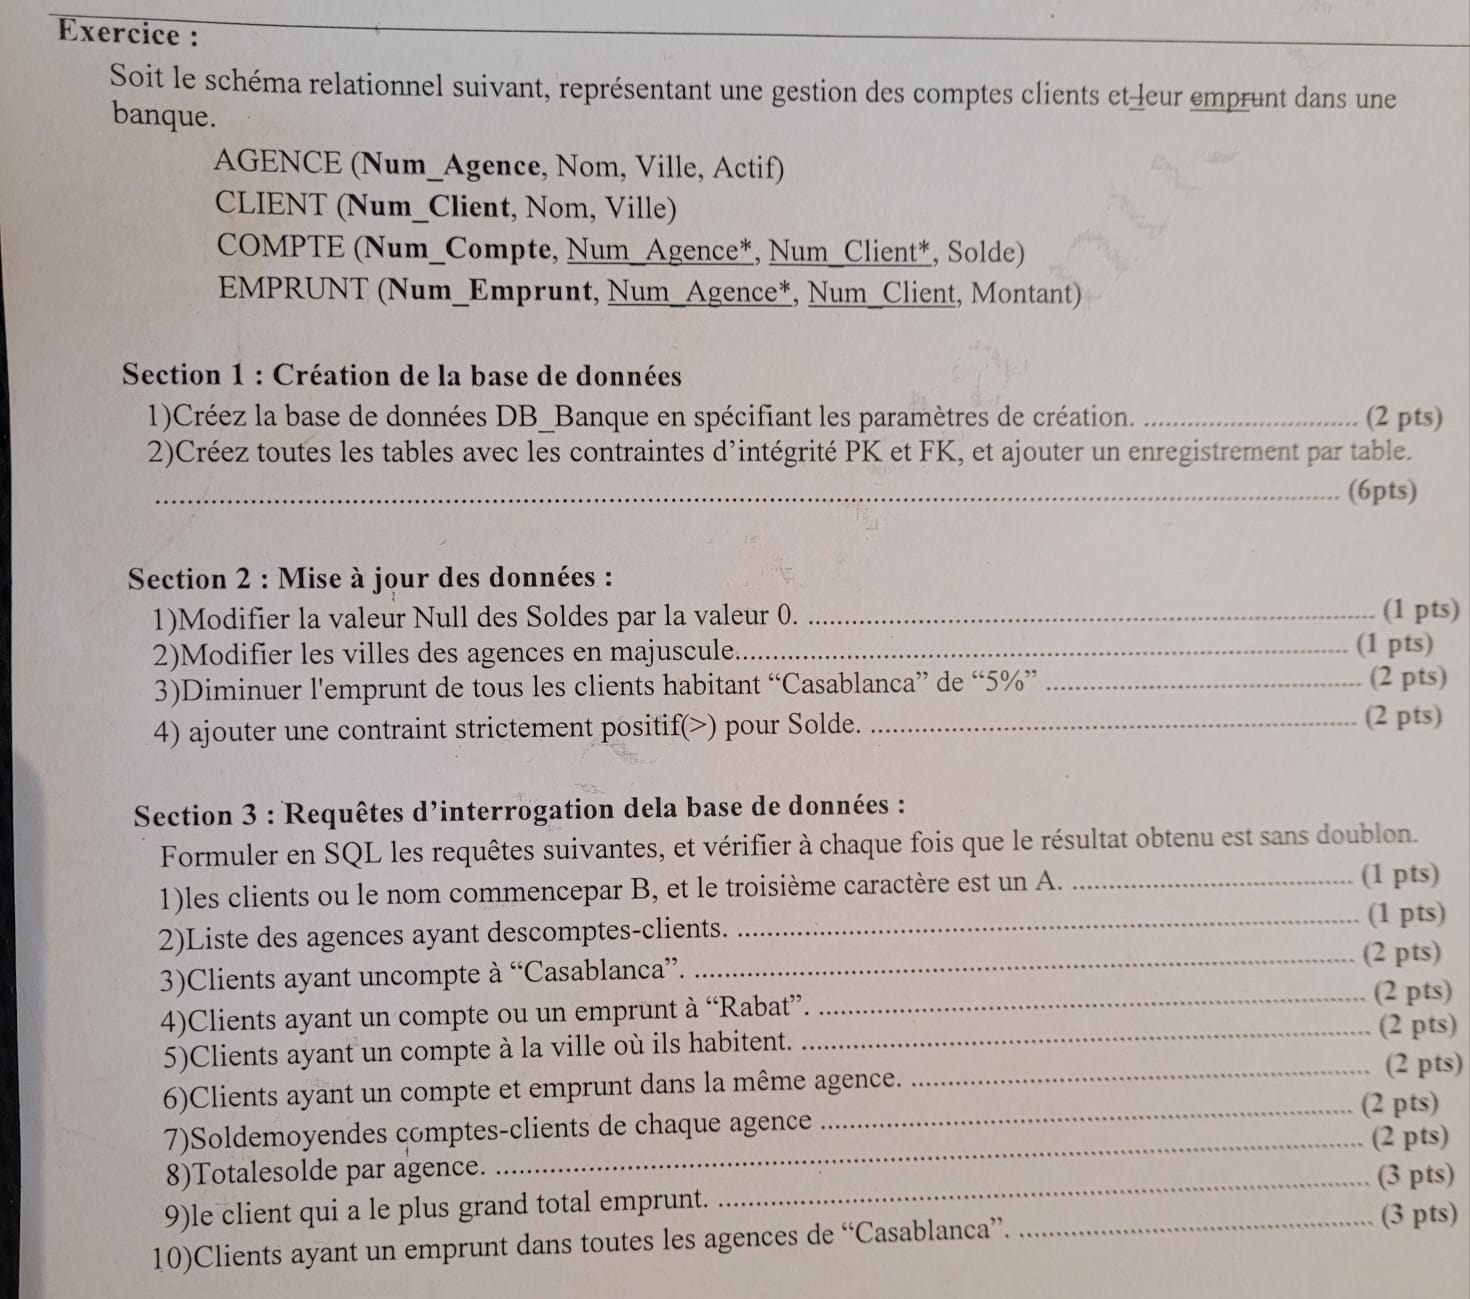 Exercice :
Soit le schéma relationnel suivant, représentant une gestion des comptes clients et leur emprunt dans une
banque.
AGENCE (Num_Agence, Nom, Ville, Actif)
CLIENT (Num_Client, Nom, Ville)
COMPTE (Num_Compte, Num_Agence*, Num_Client*, Solde)
EMPRUNT (Num_Emprunt, Num_Agence*, Num_Client, Montant)
Section 1 : Création de la base de données
1)Créez la base de données DB_Banque en spécifiant les paramètres de création. .......... (2 pts)
2)Créez toutes les tables avec les contraintes d’intégrité PK et FK, et ajouter un enregistrement par table.
.......... (6pts)
Section 2 : Mise à jour des données :
1)Modifier la valeur Null des Soldes par la valeur 0. .......... (1 pts)
2)Modifier les villes des agences en majuscule.......... (1 pts)
3)Diminuer l'emprunt de tous les clients habitant “Casablanca” de “5%” .......... (2 pts)
4) ajouter une contraint strictement positif(>) pour Solde. .......... (2 pts)
Section 3 : Requêtes d’interrogation dela base de données :
Formuler en SQL les requêtes suivantes, et vérifier à chaque fois que le résultat obtenu est sans doublon.
1)les clients ou le nom commencepar B, et le troisième caractère est un A. .......... (1 pts)
2)Liste des agences ayant descomptes-clients. .......... (1 pts)
3)Clients ayant uncompte à “Casablanca”. .......... (2 pts)
4)Clients ayant un compte ou un emprunt à “Rabat”. .......... (2 pts)
5)Clients ayant un compte à la ville où ils habitent. .......... (2 pts)
6)Clients ayant un compte et emprunt dans la même agence. .......... (2 pts)
7)Soldemoyendes comptes-clients de chaque agence .......... (2 pts)
8)Totalesolde par agence. .......... (2 pts)
9)le client qui a le plus grand total emprunt. .......... (3 pts)
10)Clients ayant un emprunt dans toutes les agences de “Casablanca”. .......... (3 pts)